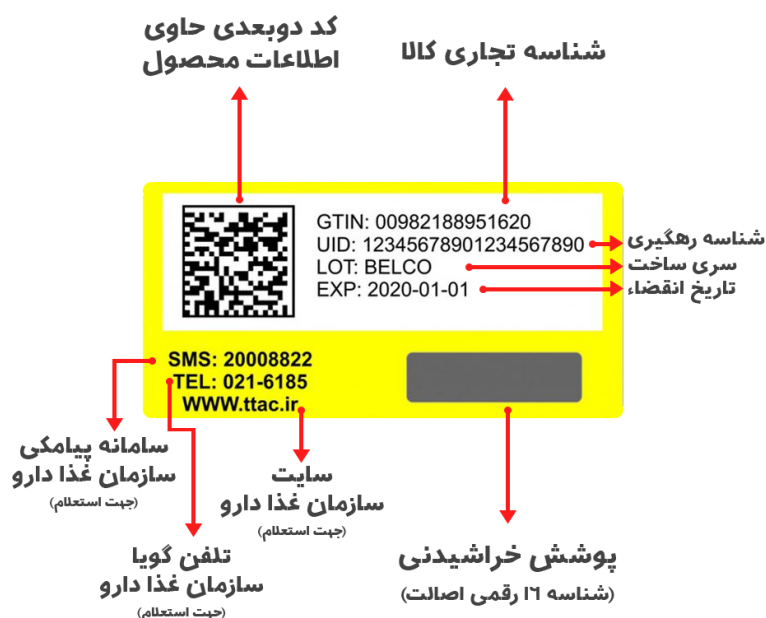 کد دوبعدی حاوی
اطلاعات محصول
شناسه تجاری کالا
GTIN: 00982188951620
UID: 12345678901234567890
LOT: BELCO
EXP: 2020-01-01
شناسه رهگیری
سری ساخت
تاریخ انقضاء
SMS: 20008822
TEL: 021-6185
WWW.ttac.ir
سامانه پیامکی
سازمان غذا دارو
(جهت استعلام)
سایت
سازمان غذا دارو
(جهت استعلام)
تلفن گویا
سازمان غذا دارو
(جهت استعلام)
پوشش خراشیدنی
(شناسه ۱۶ رقمی اصالت)